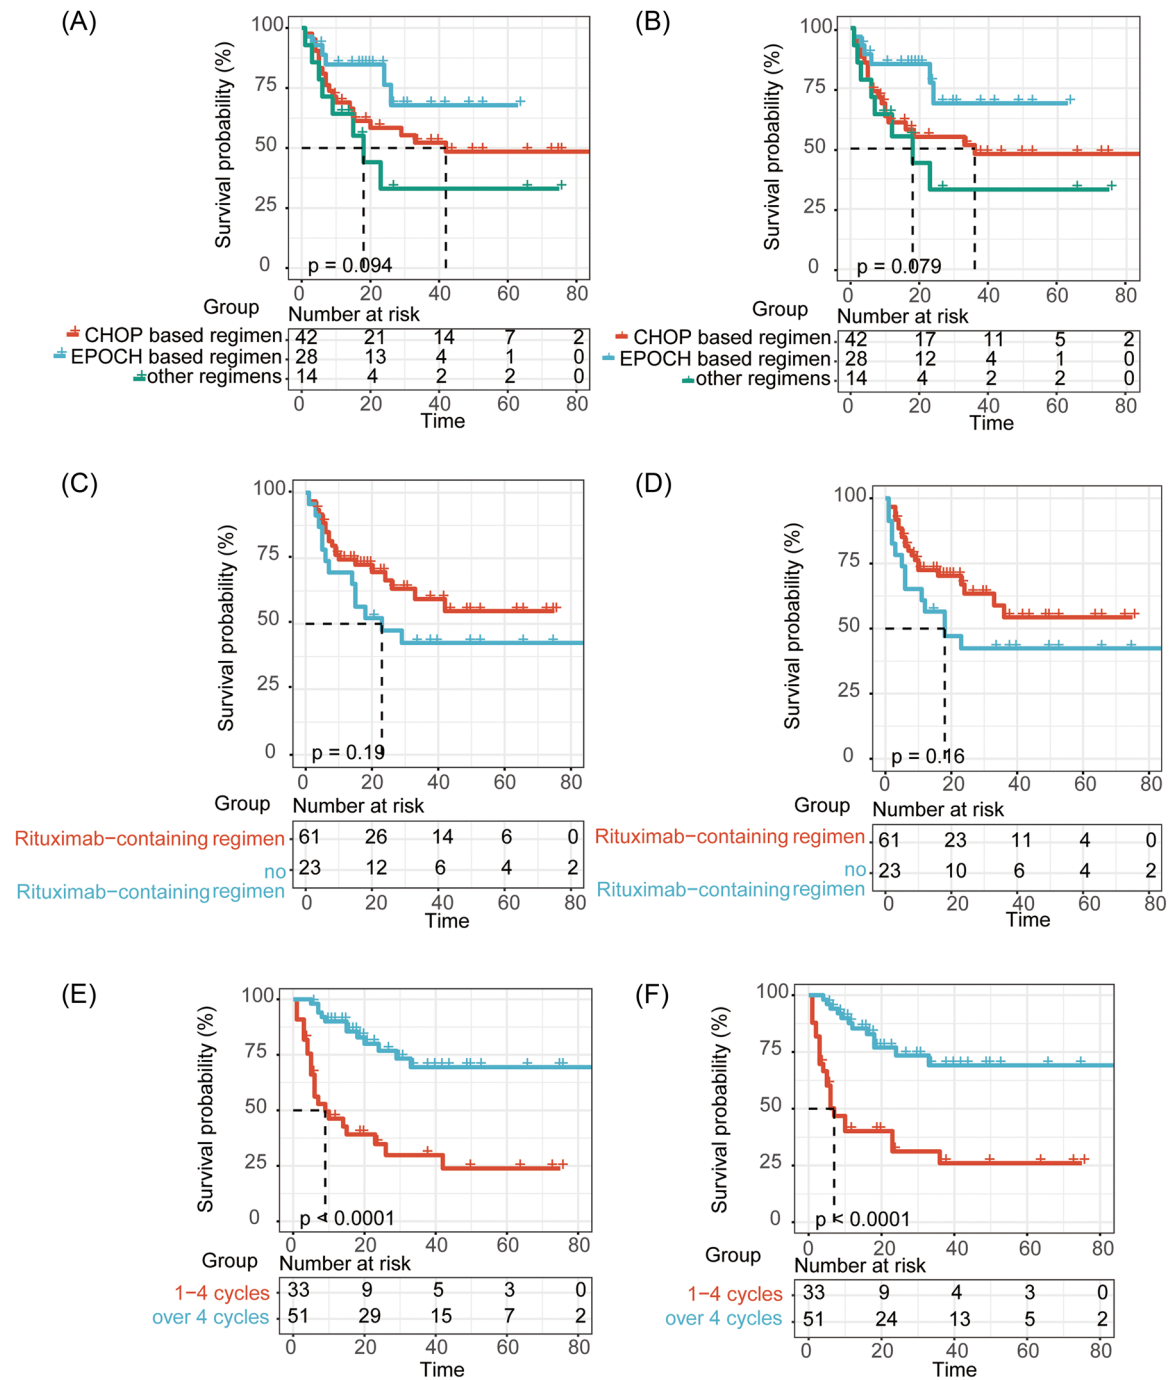 (A)
Survival probability (%)
100
75
50
25
0
p = 0.094
0 20 40 60 80
Group
Number at risk
CHOP based regimen 42 21 14 7 2
EPOCH based regimen 28 13 4 1 0
other regimens 14 4 2 2 0
0 20 40 60 80
Time
(B)
Survival probability (%)
100
75
50
25
0
p = 0.079
0 20 40 60 80
Group
Number at risk
CHOP based regimen 42 17 11 5 2
EPOCH based regimen 28 12 4 1 0
other regimens 14 4 2 2 0
0 20 40 60 80
Time
(C)
Survival probability (%)
100
75
50
25
0
p = 0.19
0 20 40 60 80
Group
Number at risk
Rituximab−containing regimen 61 26 14 6 0
no 23 12 6 4 2
Rituximab−containing regimen
0 20 40 60 80
Time
(D)
Survival probability (%)
100
75
50
25
0
p = 0.16
0 20 40 60 80
Group
Number at risk
Rituximab−containing regimen 61 23 11 4 0
no 23 10 6 4 2
Rituximab−containing regimen
0 20 40 60 80
Time
(E)
Survival probability (%)
100
75
50
25
0
p < 0.0001
0 20 40 60 80
Group
Number at risk
1−4 cycles 33 9 5 3 0
over 4 cycles 51 29 15 7 2
0 20 40 60 80
Time
(F)
Survival probability (%)
100
75
50
25
0
p < 0.0001
0 20 40 60 80
Group
Number at risk
1−4 cycles 33 9 4 3 0
over 4 cycles 51 24 13 5 2
0 20 40 60 80
Time